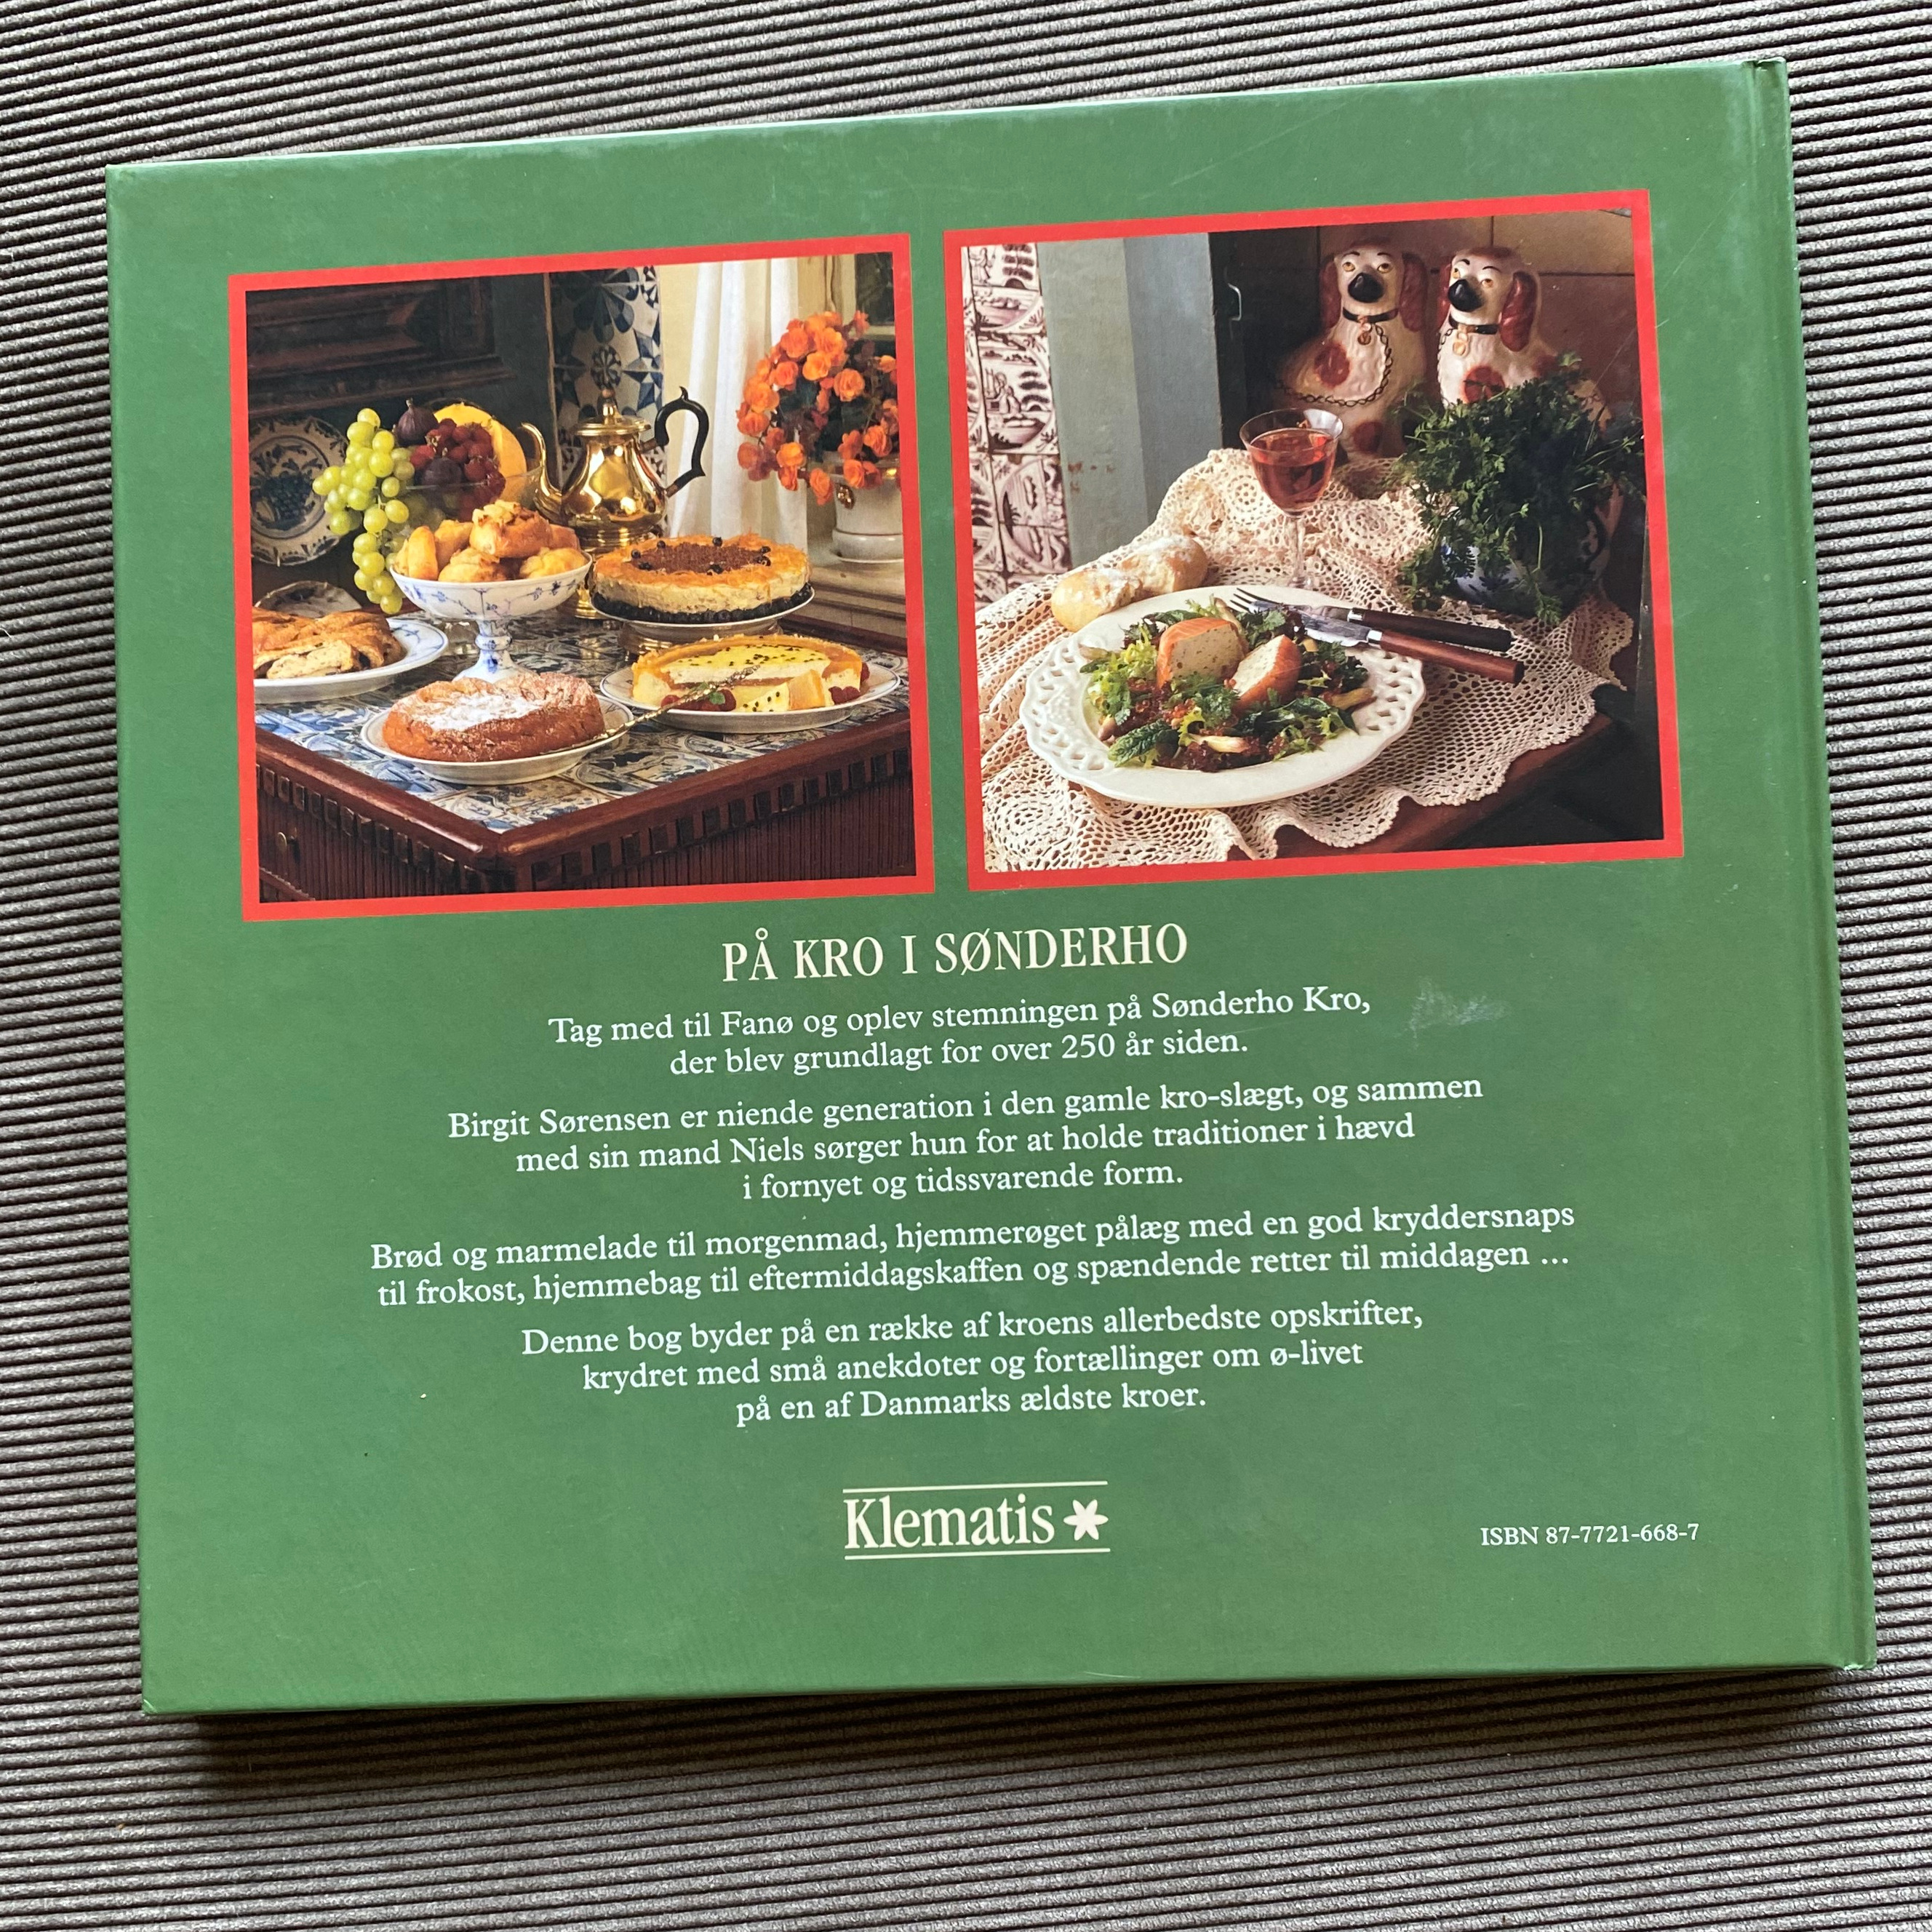 PÅ KRO I SØNDERHO
Tag med til Fanø og oplev stemningen på Sønderho Kro,
der blev grundlagt for over 250 år siden.
Birgit Sørensen er niende generation i den gamle kro-slægt, og sammen
med sin mand Niels sørger hun for at holde traditioner i hævd
i fornyet og tidssvarende form.
Brød og marmelade til morgenmad, hjemmerøget pålæg med en god kryddersnaps
til frokost, hjemmebag til eftermiddagskaffen og spændende retter til middagen ...
Denne bog byder på en række af kroens allerbedste opskrifter,
krydret med små anekdoter og fortællinger om ø-livet
på en af Danmarks ældste kroer.
Klematis
ISBN 87-7721-668-7